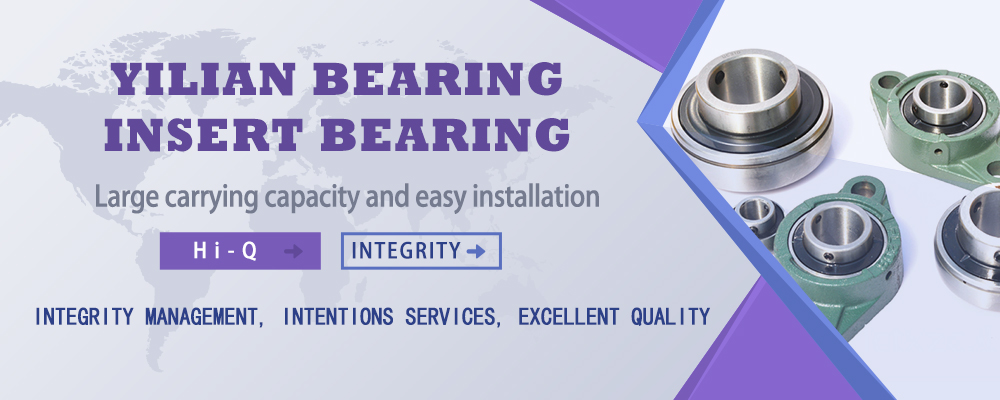 YILIAN BEARING
INSERT BEARING
Large carrying capacity and easy installation
Hi-Q
INTEGRITY
INTEGRITY MANAGEMENT, INTENTIONS SERVICES, EXCELLENT QUALITY